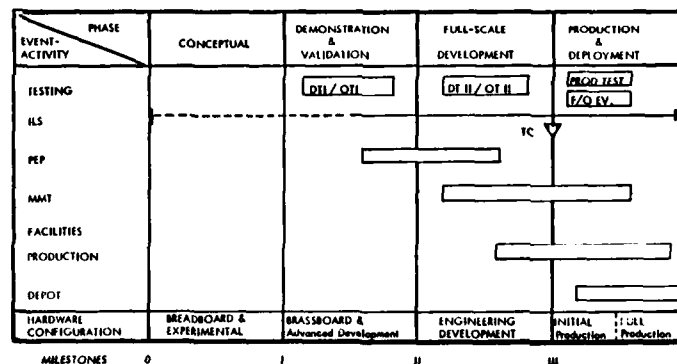 PHASE
EVENT-
ACTIVITY
CONCEPTUAL
DEMONSTRATION
&
VALIDATION
FULL-SCALE
DEVELOPMENT
PRODUCTION
&
DEPLOYMENT
TESTING
DTI / OTI
DT II / OT II
PROD TEST
F/Q EV.
ILS
TC
PEP
MMT
FACILITIES
PRODUCTION
DEPOT
HARDWARE
CONFIGURATION
BREADBOARD &
EXPERIMENTAL
BRASSBOARD &
Advanced Development
ENGINEERING
DEVELOPMENT
INITIAL
Production
FULL
Production
MILESTONES 0 I II III